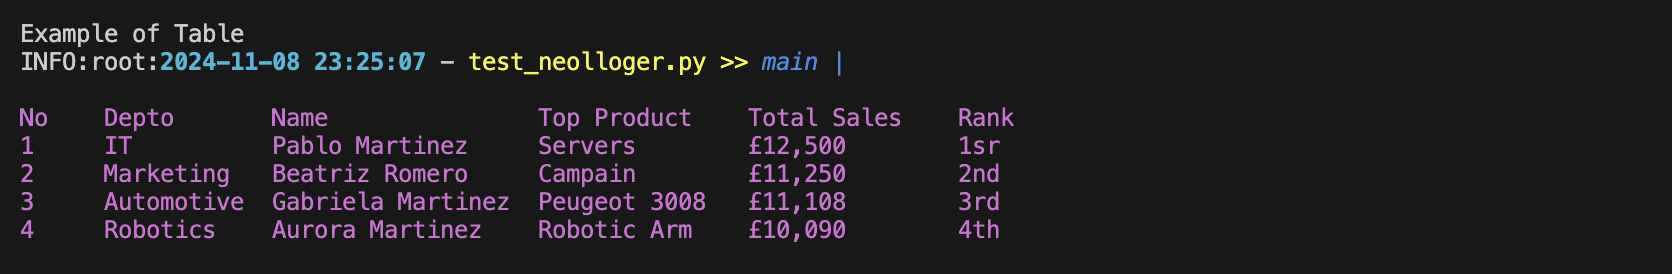 Example of Table
INFO:root:2024-11-08 23:25:07 - test_neolloger.py >> main |
No Depto Name Top Product Total Sales Rank
1 IT Pablo Martinez Servers £12,500 1sr
2 Marketing Beatriz Romero Campain £11,250 2nd
3 Automotive Gabriela Martinez Peugeot 3008 £11,108 3rd
4 Robotics Aurora Martinez Robotic Arm £10,090 4th